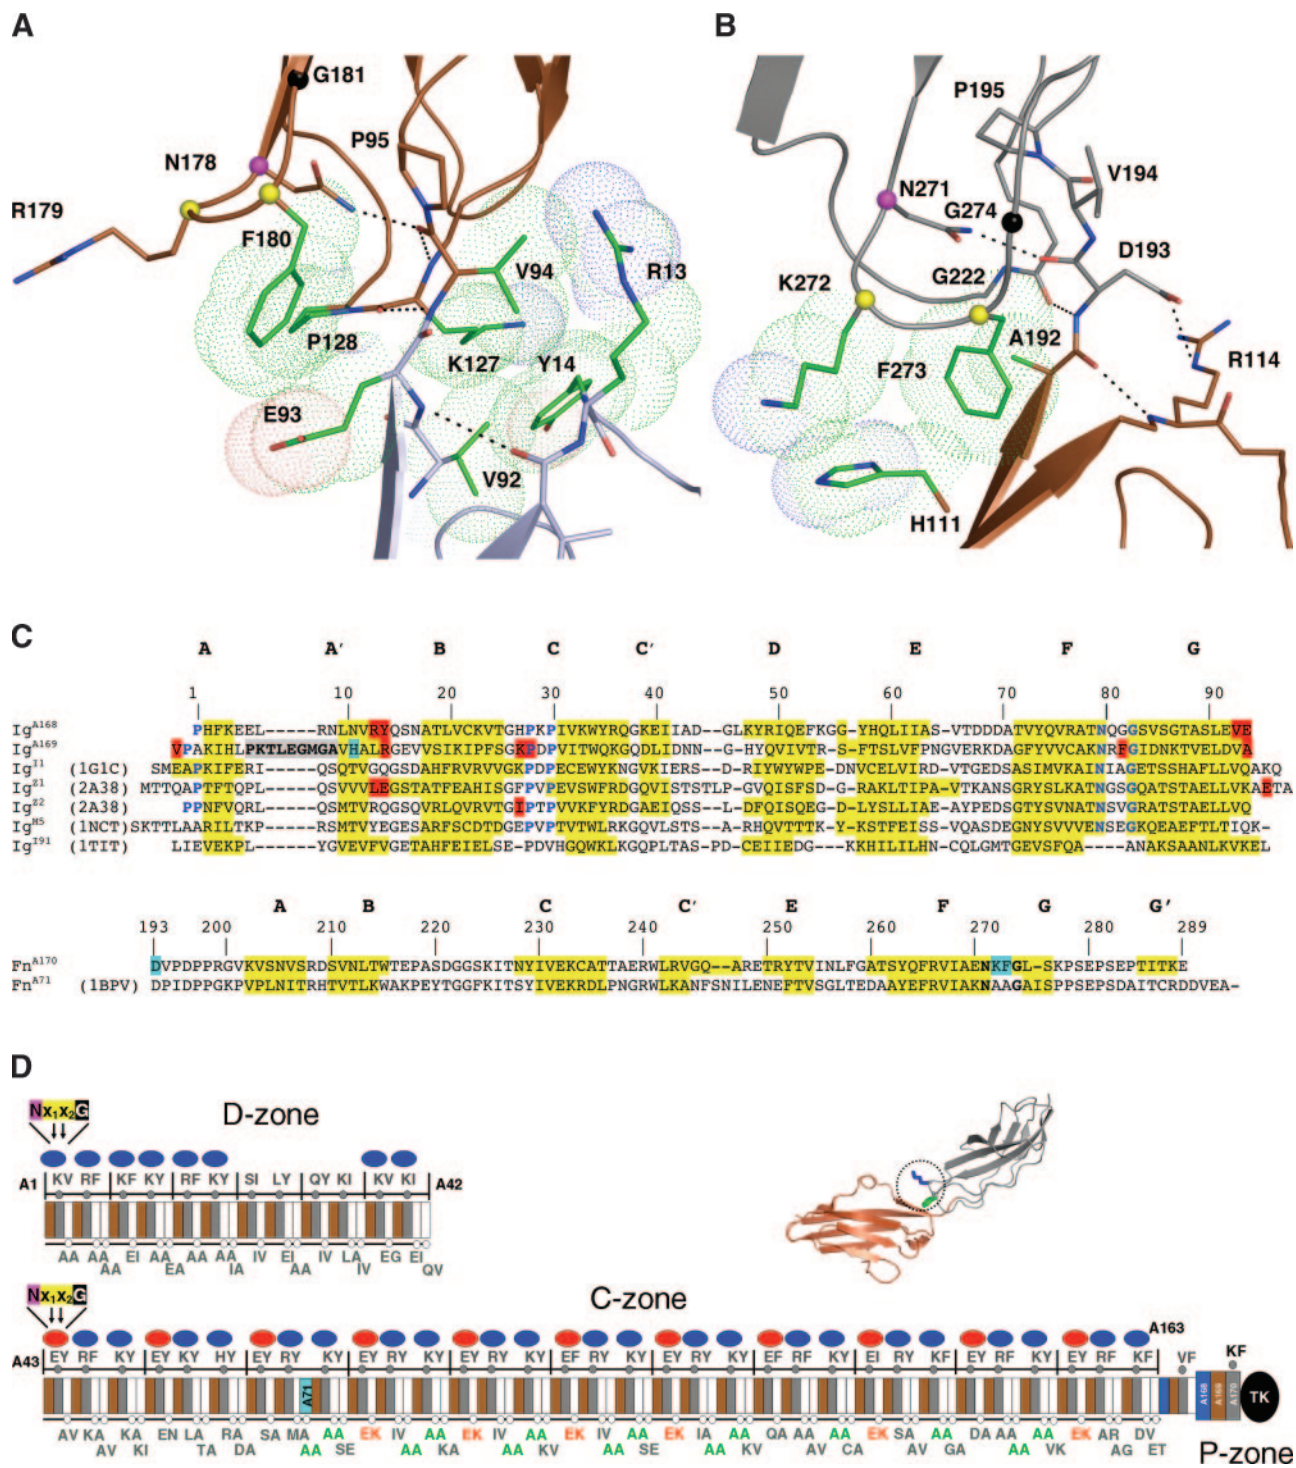 A
B
G181
P95
N178
R179
F180
V94
R13
P128
K127
Y14
E93
V92
P195
V194
N271
G274
D193
K272
G222
A192
F273
R114
H111
C
A A′ B C C′ D E F G
1 10 20 30 40 50 60 70 80 90
Ig^A168 PHFKEEL------RNLNVRYQSNATLVCKVTGHPKPIVKWYRQGKEIIAD--GLKYRIQEFKGG-YHQLIIAS-VTDDDATVYQVRATNQGGSVSGTASLEVE
Ig^A169 VPAKIHLPKTLEGMGAVHALRGEVVSIKIPFSGKPDPVITWQKGQDLIDNN--GHYQVIVTR-SFTSLVFPNGVERKDAGFYVVCAKNRFGIDNKTVELDVA
Ig^I1 (1G1C) SMEAPKIFERI------QSQTVGQGSDAHFRVRVVGKPDPECEWYKNGVKIERS--D-RIYWYWPE-DNVCELVIRD-VTGEDSASIMVKAINIAGETSSHAFLLVQAKQ
Ig^Z1 (2A38) MTTQAPTFTQPL------QSVVVLEGSTATFEAHISGFPVPEVSWFRDGQVISTSTLPGVQISFSDG-RAKLTIPA-VTKANSGRYSLKATNGSGQATSTAELLVKAETA
Ig^Z2 (2A38) PPNFVQRL------QSMTVRQGSQVRLQVRVTGIPTPVVKFYRDGAEIQSS--LDFQISQEGD-LYSLLIAE-AYPEDSGTYSVNATNSVGRATSTAELLVQ
Ig^M5 (1NCT) SKTTLAARILTKP------RSMTVYEGESARFSCDTDGEPVPTVTWLRKGQVLSTS--ARHQVTTTK-YKSTFEISS-VQASDEGNYSVVVENSEGKQEAEFTLTIQK-
Ig^I91 (1TIT) LIEVEKPL------YGVEVFVGETAHFEIELSE-PDVHGQWKLKGQPLTAS-PD-CEIIEDG--KKHILILHN-CQLGMTGEVSFQA----ANAKSAANLKVKEL
A B C C′ E F G G′
193 200 210 220 230 240 250 260 270 280 289
Fn^A170 DVPDPPRGVKVSNVSRDSVNLTWTEPASDGGSKITNYIVEKCATTAERWLRVGQ--ARETRYTVINLFGATSYQFRVIAENKFGL-SKPSEPSEPTITKE
Fn^A71 (1BPV) DPIDPPGKPVPLNITRHTVTLKWAKPEYTGGFKITSYIVEKRDLPNGRWLKANFSNILENEFTVSGLTEDAAYEFRVIAKNAAGAISPPSEPSDAITCRDDVEA-
D
Nx₁x₂G
D-zone
A1 KV RF KF KY RF KY SI LY QY KI KV KI A42
AA AA AA EI AA EA AA AA IA IV EI AA IV LA IV EG EI QV
Nx₁x₂G
C-zone
A163
A43 EY RF KY EY KY HY EY RY KY EY RY KY EY RY KY EF RY KY EY RY KY EF RY KY EI RY KF EY RF KY EY RF KF VF KF
A71
A168 A169 A170 TK
AV KA AV KA KI EN LA TA RA DA SA MA AA AA SE EK IV AA AA KA EK IV AA AA KV EK IV AA AA SE EK IA AA AA KV QA AA AV AA CA EK SA AV AA GA DA AA AA AA VK EK AR AG DV ET
P-zone